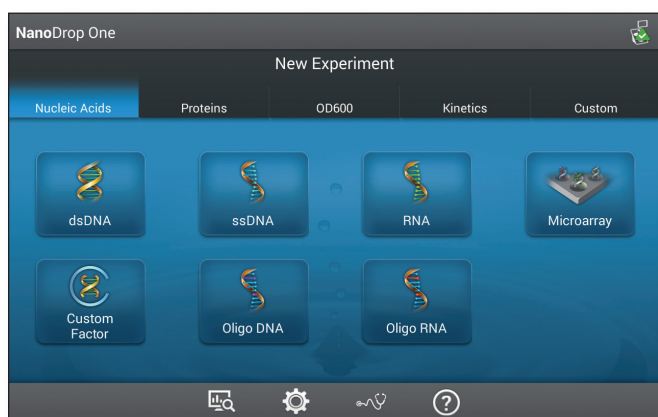 NanoDrop One
New Experiment
Nucleic Acids Proteins OD600 Kinetics Custom
dsDNA ssDNA RNA Microarray
Custom
Factor
Oligo DNA Oligo RNA
?